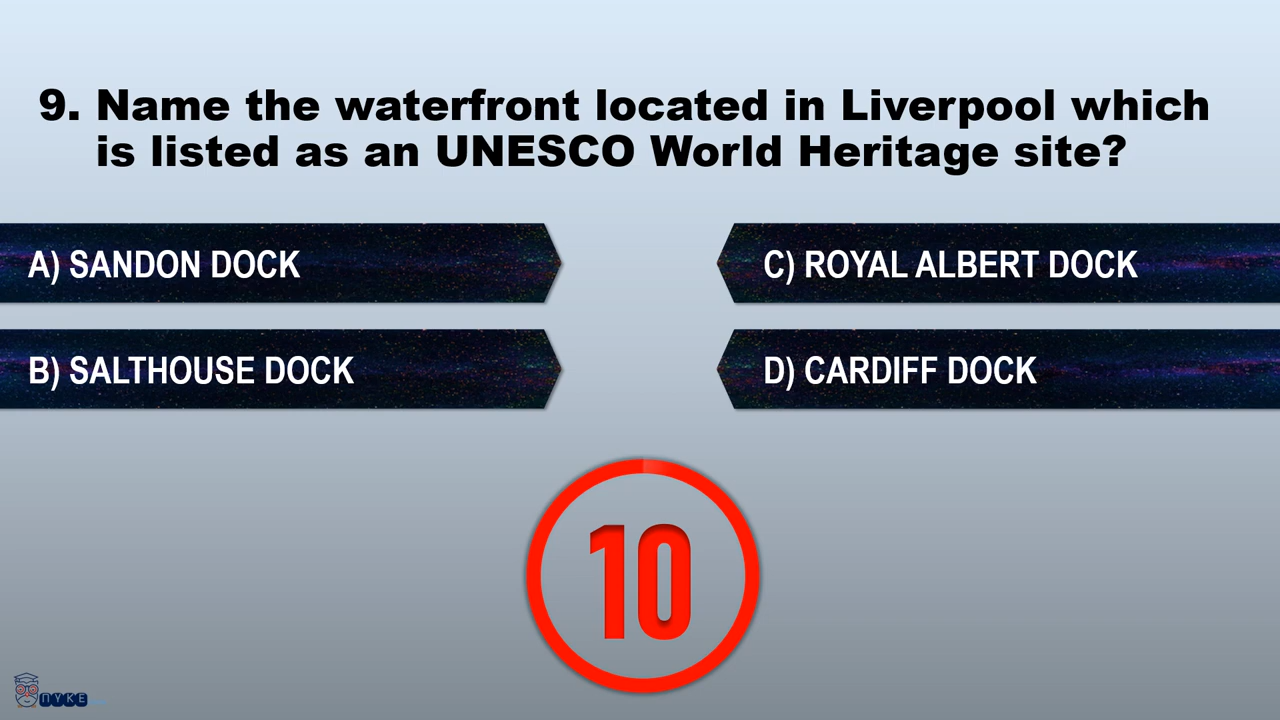 9. Name the waterfront located in Liverpool which
is listed as an UNESCO World Heritage site?
A) SANDON DOCK
C) ROYAL ALBERT DOCK
B) SALTHOUSE DOCK
D) CARDIFF DOCK
10
NYKE